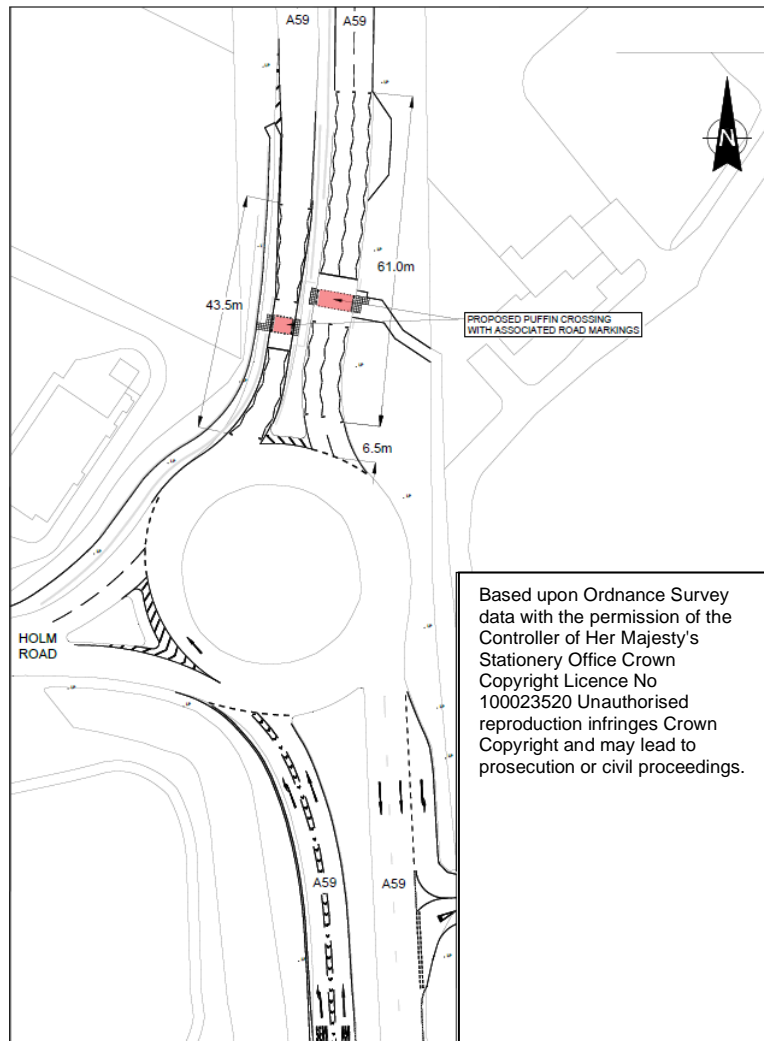 A59
A59
N
61.0m
43.5m
PROPOSED PUFFIN CROSSING
WITH ASSOCIATED ROAD MARKINGS
6.5m
HOLM
ROAD
Based upon Ordnance Survey
data with the permission of the
Controller of Her Majesty's
Stationery Office Crown
Copyright Licence No
100023520 Unauthorised
reproduction infringes Crown
Copyright and may lead to
prosecution or civil proceedings.
A59
A59